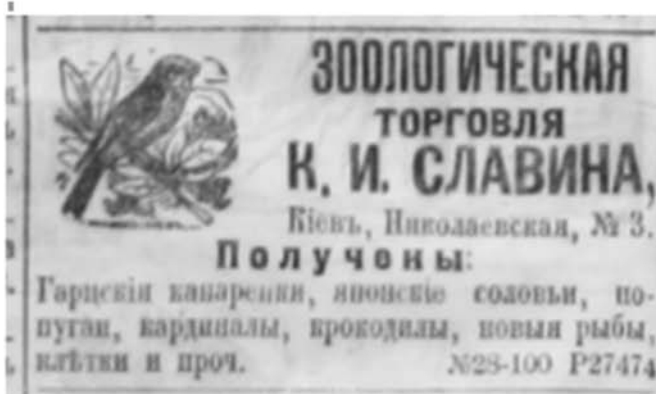 ЗООЛОГИЧЕСКАЯ
ТОРГОВЛЯ
К. И. СЛАВИНА,
Кіевъ, Николаевская, № 3.
Получены:
Гарцскія канарейки, японскіе соловьи, по-
пугаи, кардиналы, крокодилы, новыя рыбы,
клѣтки и проч. №28-100 Р27474